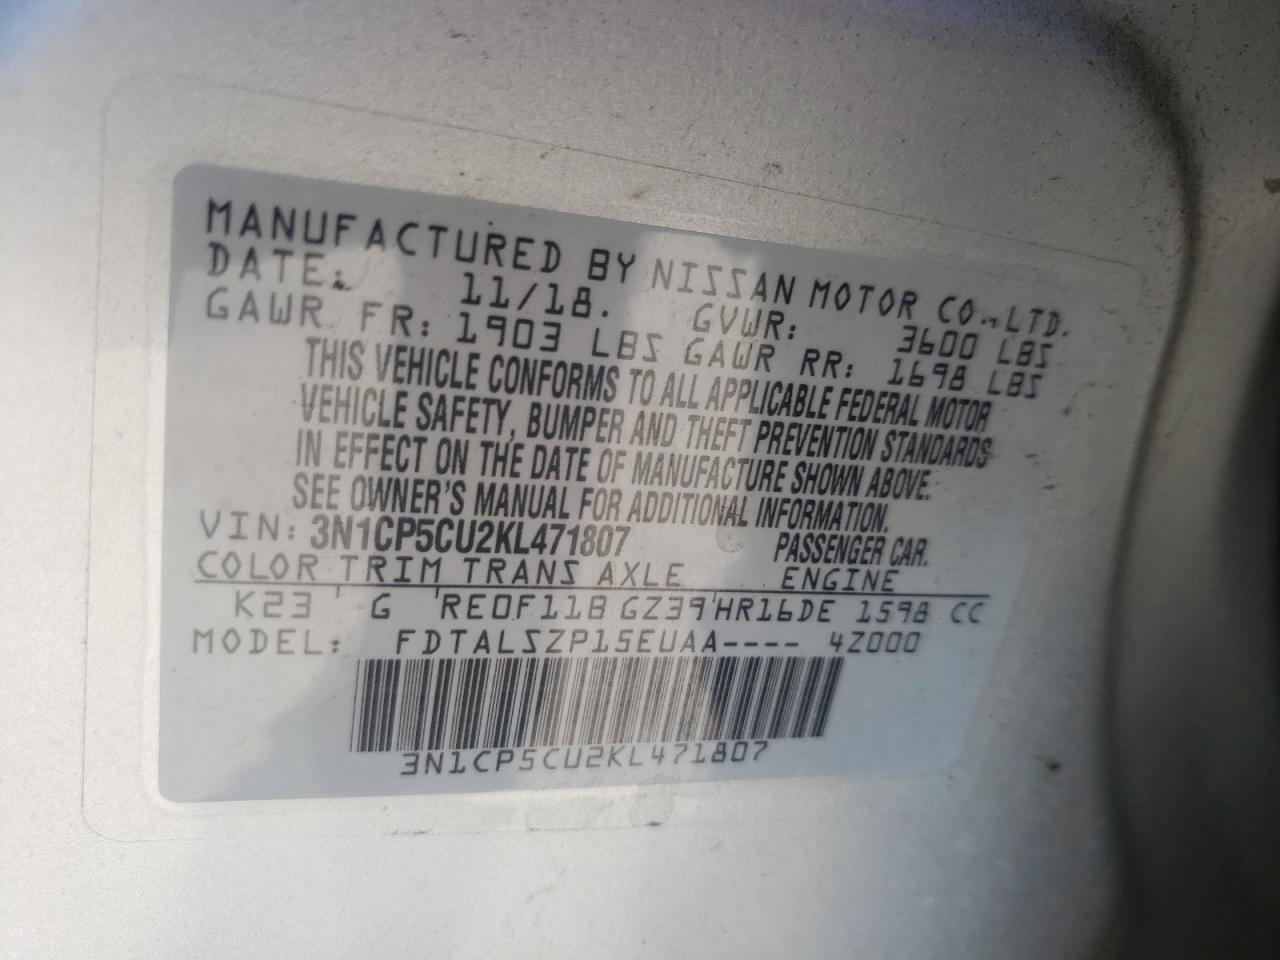 MANUFACTURED BY NISSAN MOTOR CO., LTD.
DATE: 11/18. GVWR: 3600 LBS
GAWR FR: 1903 LBS GAWR RR: 1698 LBS
THIS VEHICLE CONFORMS TO ALL APPLICABLE FEDERAL MOTOR
VEHICLE SAFETY, BUMPER AND THEFT PREVENTION STANDARDS
IN EFFECT ON THE DATE OF MANUFACTURE SHOWN ABOVE.
SEE OWNER'S MANUAL FOR ADDITIONAL INFORMATION.
VIN: 3N1CP5CU2KL471807 PASSENGER CAR.
COLOR TRIM TRANS AXLE ENGINE
K23 G RE0F11B GZ39 HR16DE 1598 CC
MODEL: FDTALSZP15EUAA---- 4Z000
3N1CP5CU2KL471807